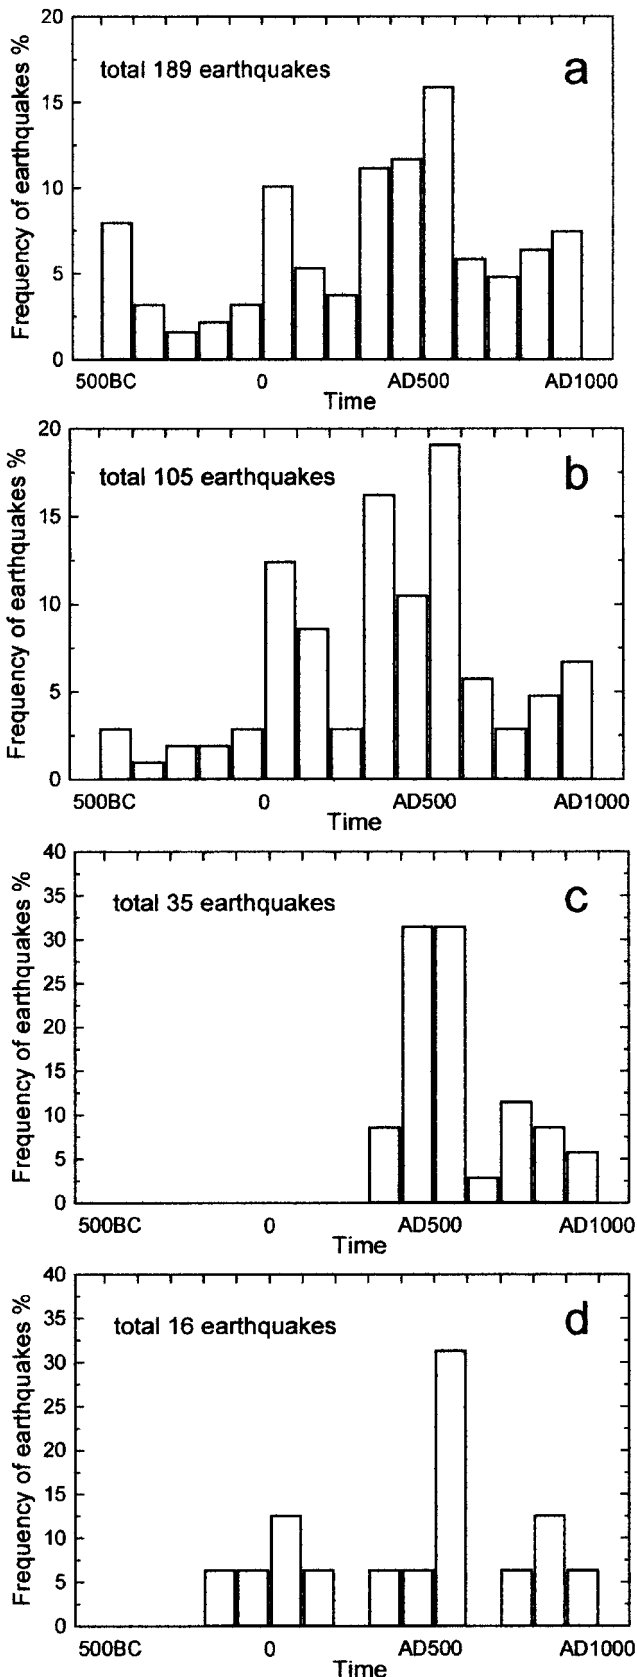 20
total 189 earthquakes
a
15
10
5
0
Frequency of earthquakes %
500BC 0 AD500 AD1000
Time
20
total 105 earthquakes
b
15
10
5
0
Frequency of earthquakes %
500BC 0 AD500 AD1000
Time
40
35
total 35 earthquakes
c
30
25
20
15
10
5
0
Frequency of earthquakes %
500BC 0 AD500 AD1000
Time
40
35
total 16 earthquakes
d
30
25
20
15
10
5
0
Frequency of earthquakes %
500BC 0 AD500 AD1000
Time